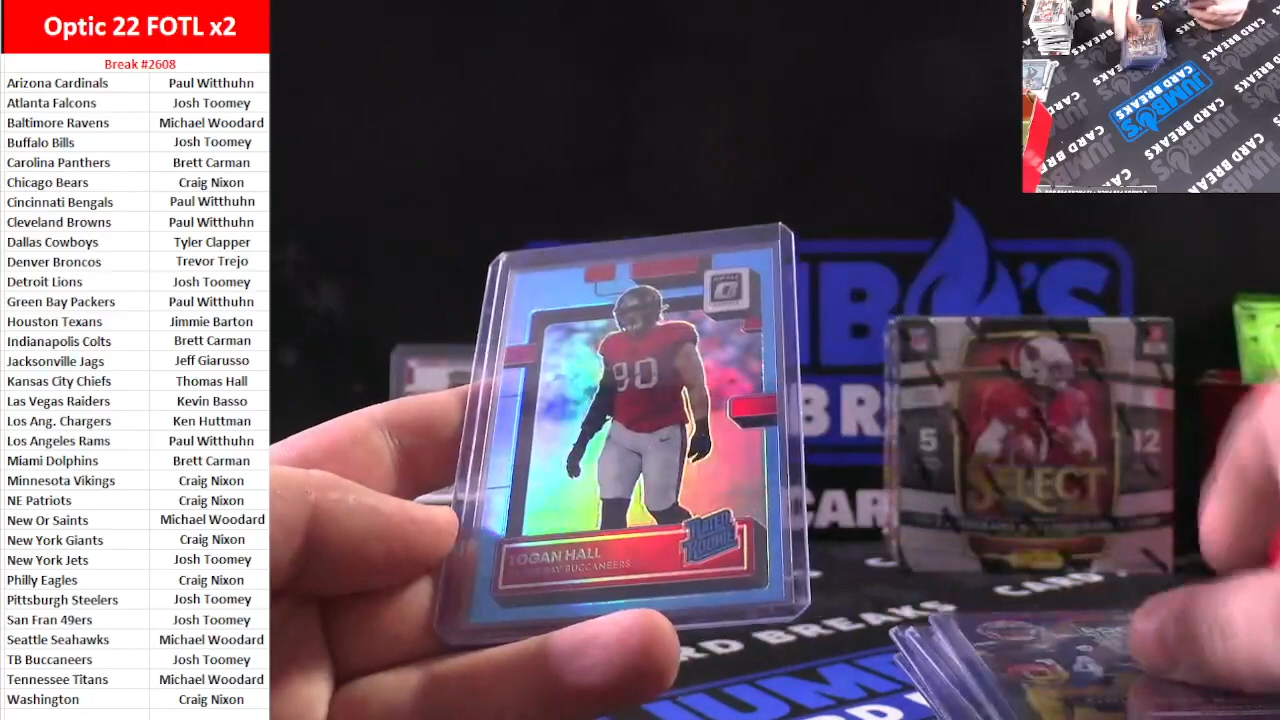 Optic 22 FOTL x2
Break #2608
Arizona Cardinals Paul Witthuhn
Atlanta Falcons Josh Toomey
Baltimore Ravens Michael Woodard
Buffalo Bills Josh Toomey
Carolina Panthers Brett Carman
Chicago Bears Craig Nixon
Cincinnati Bengals Paul Witthuhn
Cleveland Browns Paul Witthuhn
Dallas Cowboys Tyler Clapper
Denver Broncos Trevor Trejo
Detroit Lions Josh Toomey
Green Bay Packers Paul Witthuhn
Houston Texans Jimmie Barton
Indianapolis Colts Brett Carman
Jacksonville Jags Jeff Giarusso
Kansas City Chiefs Thomas Hall
Las Vegas Raiders Kevin Basso
Los Ang. Chargers Ken Huttman
Los Angeles Rams Paul Witthuhn
Miami Dolphins Brett Carman
Minnesota Vikings Craig Nixon
NE Patriots Craig Nixon
New Or Saints Michael Woodard
New York Giants Craig Nixon
New York Jets Josh Toomey
Philly Eagles Craig Nixon
Pittsburgh Steelers Josh Toomey
San Fran 49ers Josh Toomey
Seattle Seahawks Michael Woodard
TB Buccaneers Josh Toomey
Tennessee Titans Michael Woodard
Washington Craig Nixon
90
RATED
ROOKIE
HALL
BUCCANEERS
5
12
SELECT
JUMBO'S
CARD BREAKS
CARD BREAKS